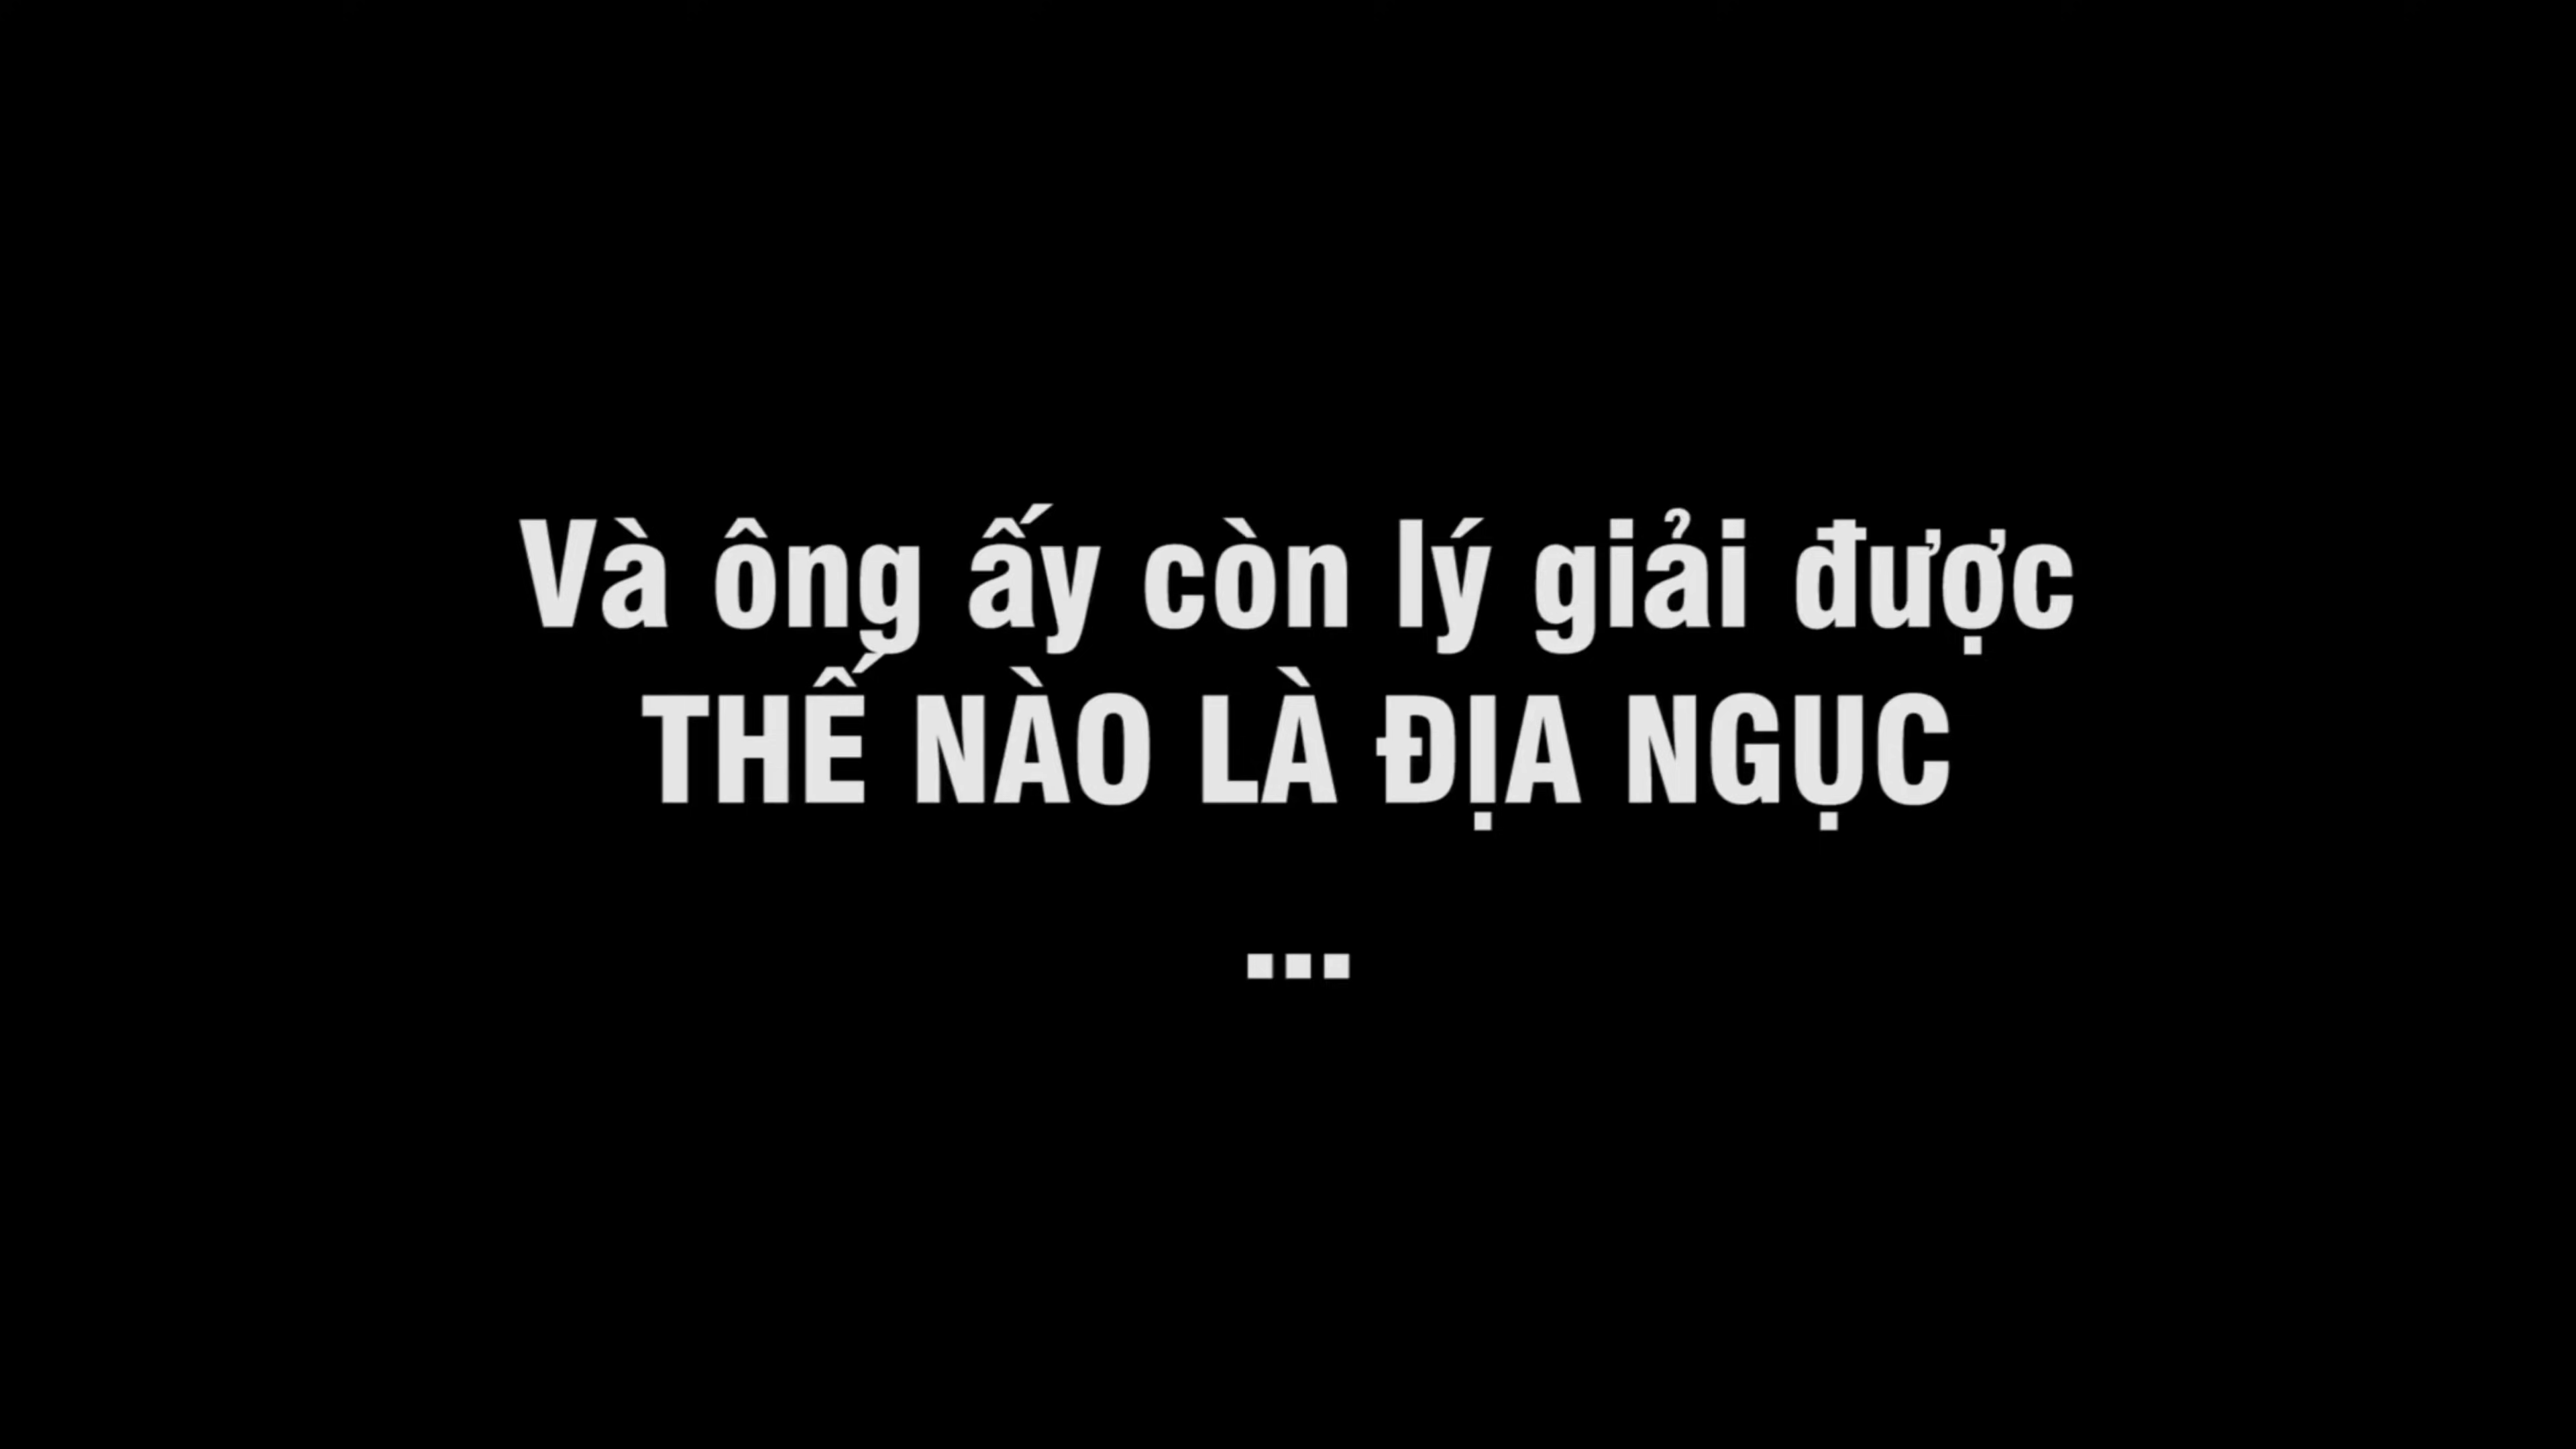 Và ông ấy còn lý giải được
THẾ NÀO LÀ ĐỊA NGỤC
...